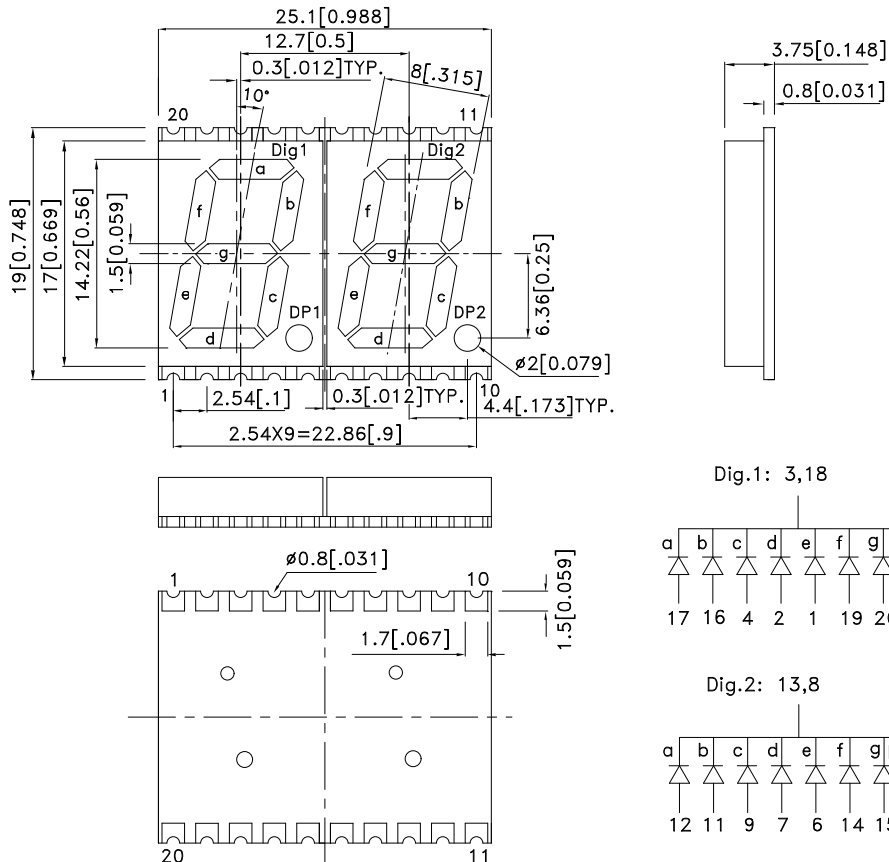 25.1[0.988]
12.7[0.5]
0.3[.012]TYP.
8[.315]
10°
20
11
Dig1
Dig2
a
b
f
g
e
c
d
DP1
f
b
g
e
c
d
DP2
19[0.748]
17[0.669]
14.22[0.56]
1.5[0.059]
6.36[0.25]
ø2[0.079]
1
10
2.54[.1]
0.3[.012]TYP.
4.4[.173]TYP.
2.54X9=22.86[.9]
3.75[0.148]
0.8[0.031]
1
ø0.8[.031]
10
1.7[.067]
1.5[0.059]
20
11
Dig.1: 3,18
a b c d e f g
17 16 4 2 1 19
Dig.2: 13,8
a b c d e f g
12 11 9 7 6 14